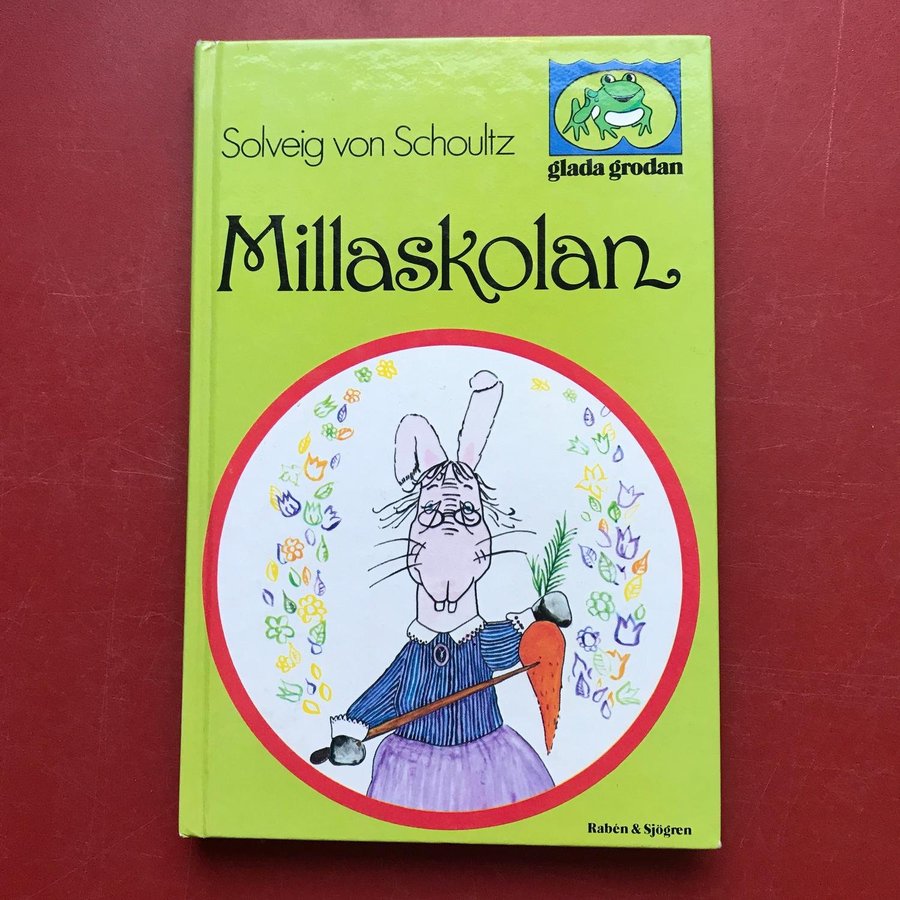 Solveig von Schoultz
glada grodan
Millaskolan
Rabén & Sjögren